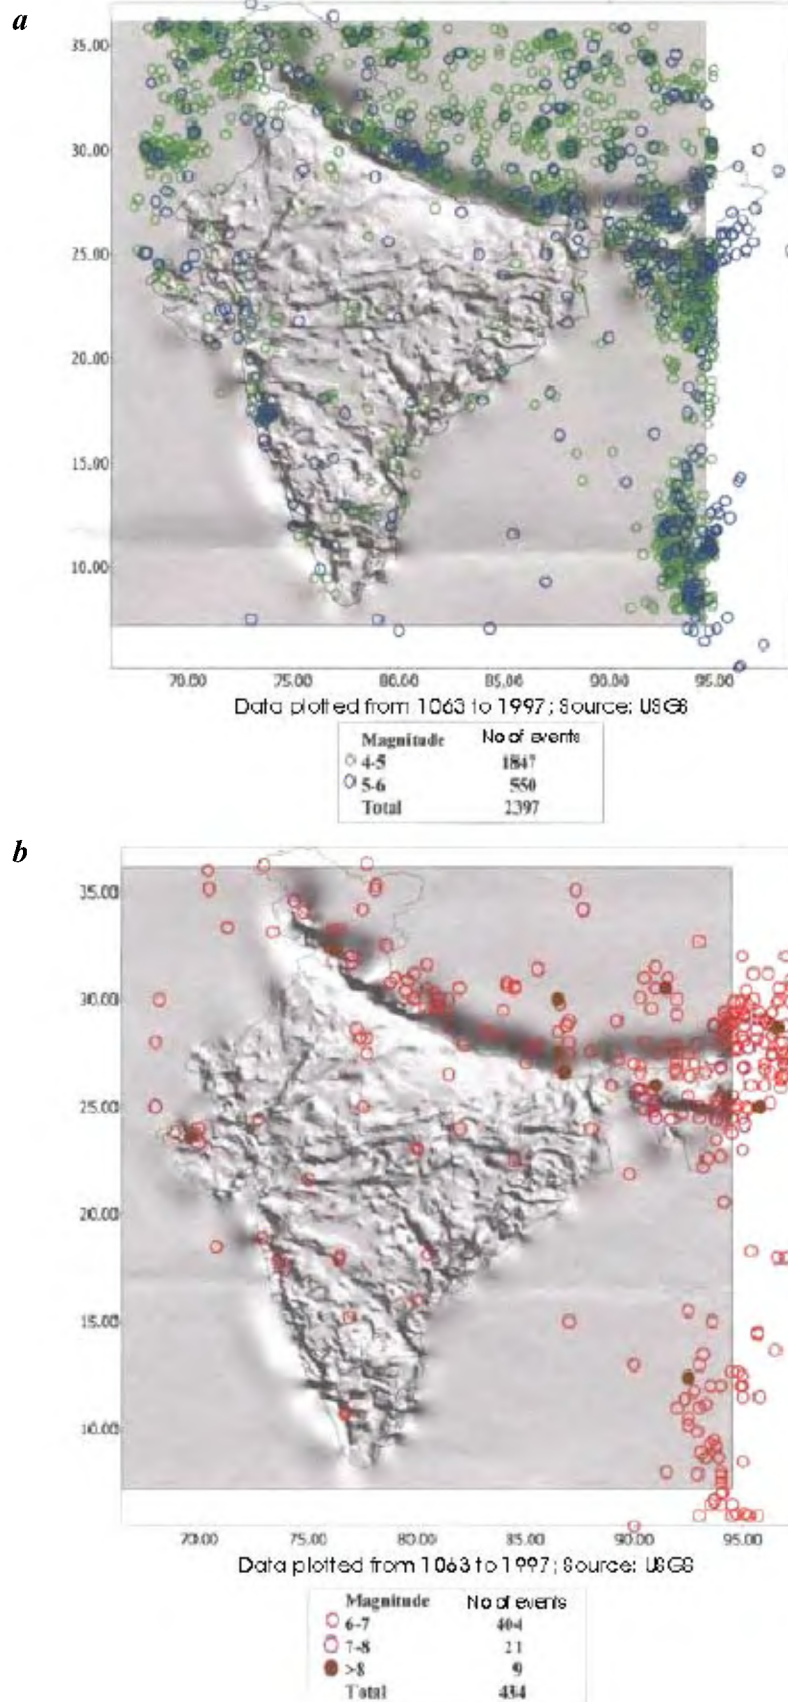 a
35.00
30.00
25.00
20.00
15.00
10.00
70.00 75.00 80.00 85.00 90.00 95.00
Data plotted from 1063 to 1997; Source: USGS
Magnitude No of events
4-5 1847
5-6 550
Total 2397
b
35.00
30.00
25.00
20.00
15.00
10.00
70.00 75.00 80.00 85.00 90.00 95.00
Data plotted from 1063 to 1997; Source: USGS
Magnitude No of events
6-7 404
7-8 21
>8 9
Total 434